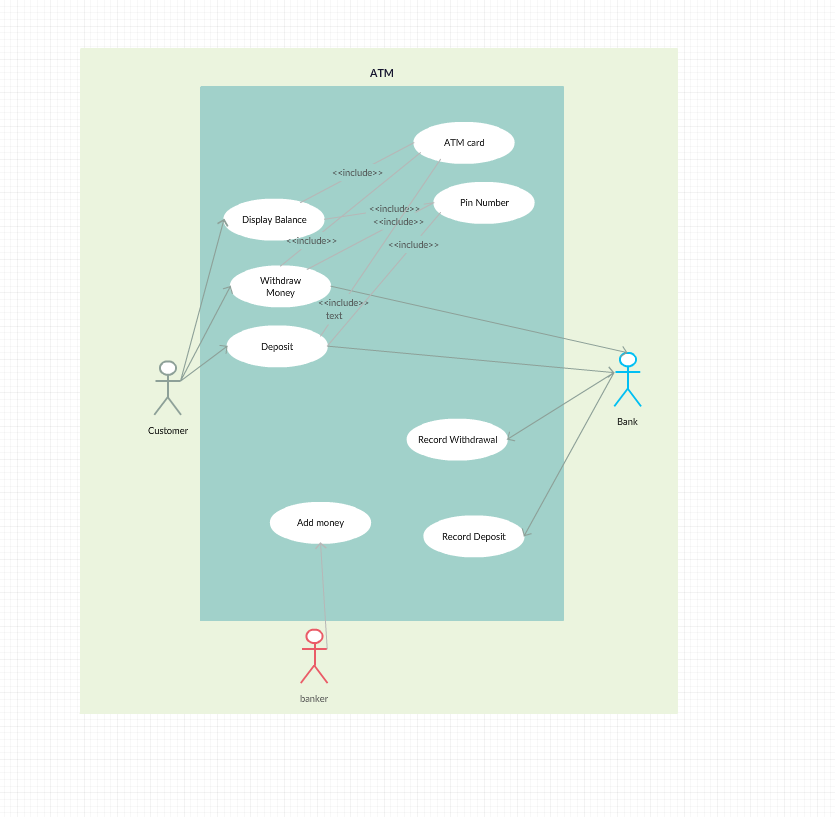 ATM
ATM card
<<include>>
Pin Number
<<include>>
Display Balance
<<include>>
<<include>>
<<include>>
Withdraw
Money
<<include>>
text
Deposit
Customer
Bank
Record Withdrawal
Add money
Record Deposit
banker